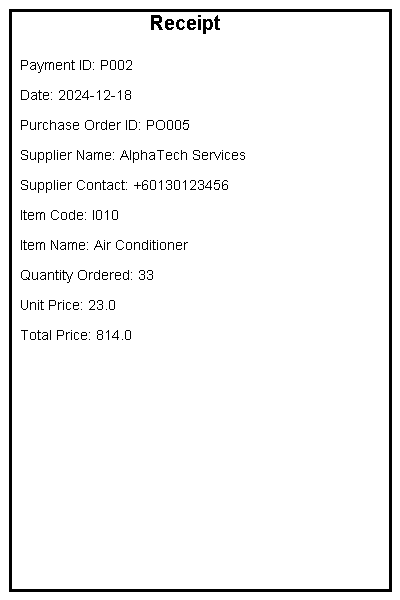 Receipt
Payment ID: P002
Date: 2024-12-18
Purchase Order ID: PO005
Supplier Name: AlphaTech Services
Supplier Contact: +60130123456
Item Code: I010
Item Name: Air Conditioner
Quantity Ordered: 33
Unit Price: 23.0
Total Price: 814.0